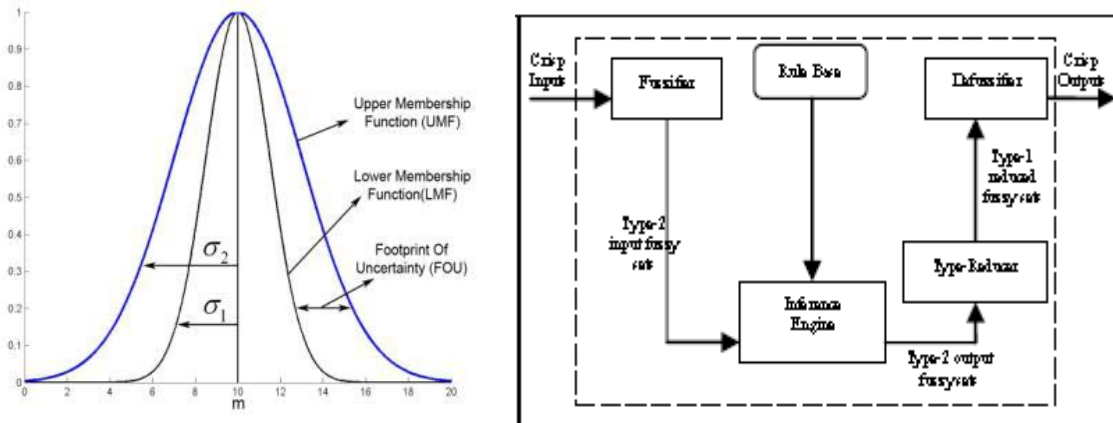 1
0.9
0.8
0.7
0.6
0.5
0.4
0.3
0.2
0.1
0
0 2 4 6 8 10 12 14 16 18 20
m
Upper Membership
Function (UMF)
Lower Membership
Function(LMF)
Footprint Of
Uncertainty (FOU)
σ2
σ1
Crisp
Inputs
Fussifier
Rule Base
Defussifier
Crisp
Outputs
Type-2
input fuzzy
sets
Inference
Engine
Type-1
reduced
fuzzy sets
Type-Reducer
Type-2 output
fuzzy sets